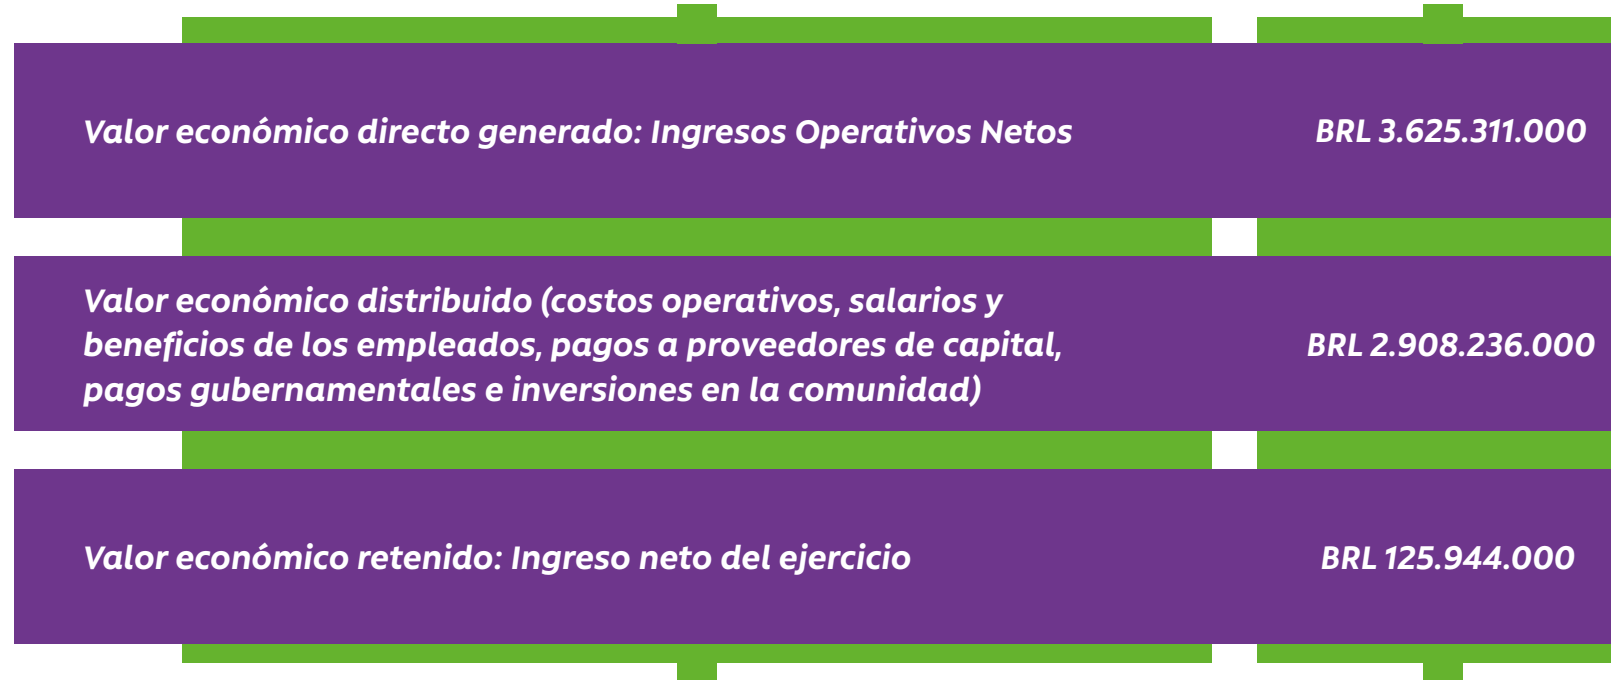 Valor económico directo generado: Ingresos Operativos Netos
BRL 3.625.311.000
Valor económico distribuido (costos operativos, salarios y
beneficios de los empleados, pagos a proveedores de capital,
pagos gubernamentales e inversiones en la comunidad)
BRL 2.908.236.000
Valor económico retenido: Ingreso neto del ejercicio
BRL 125.944.000